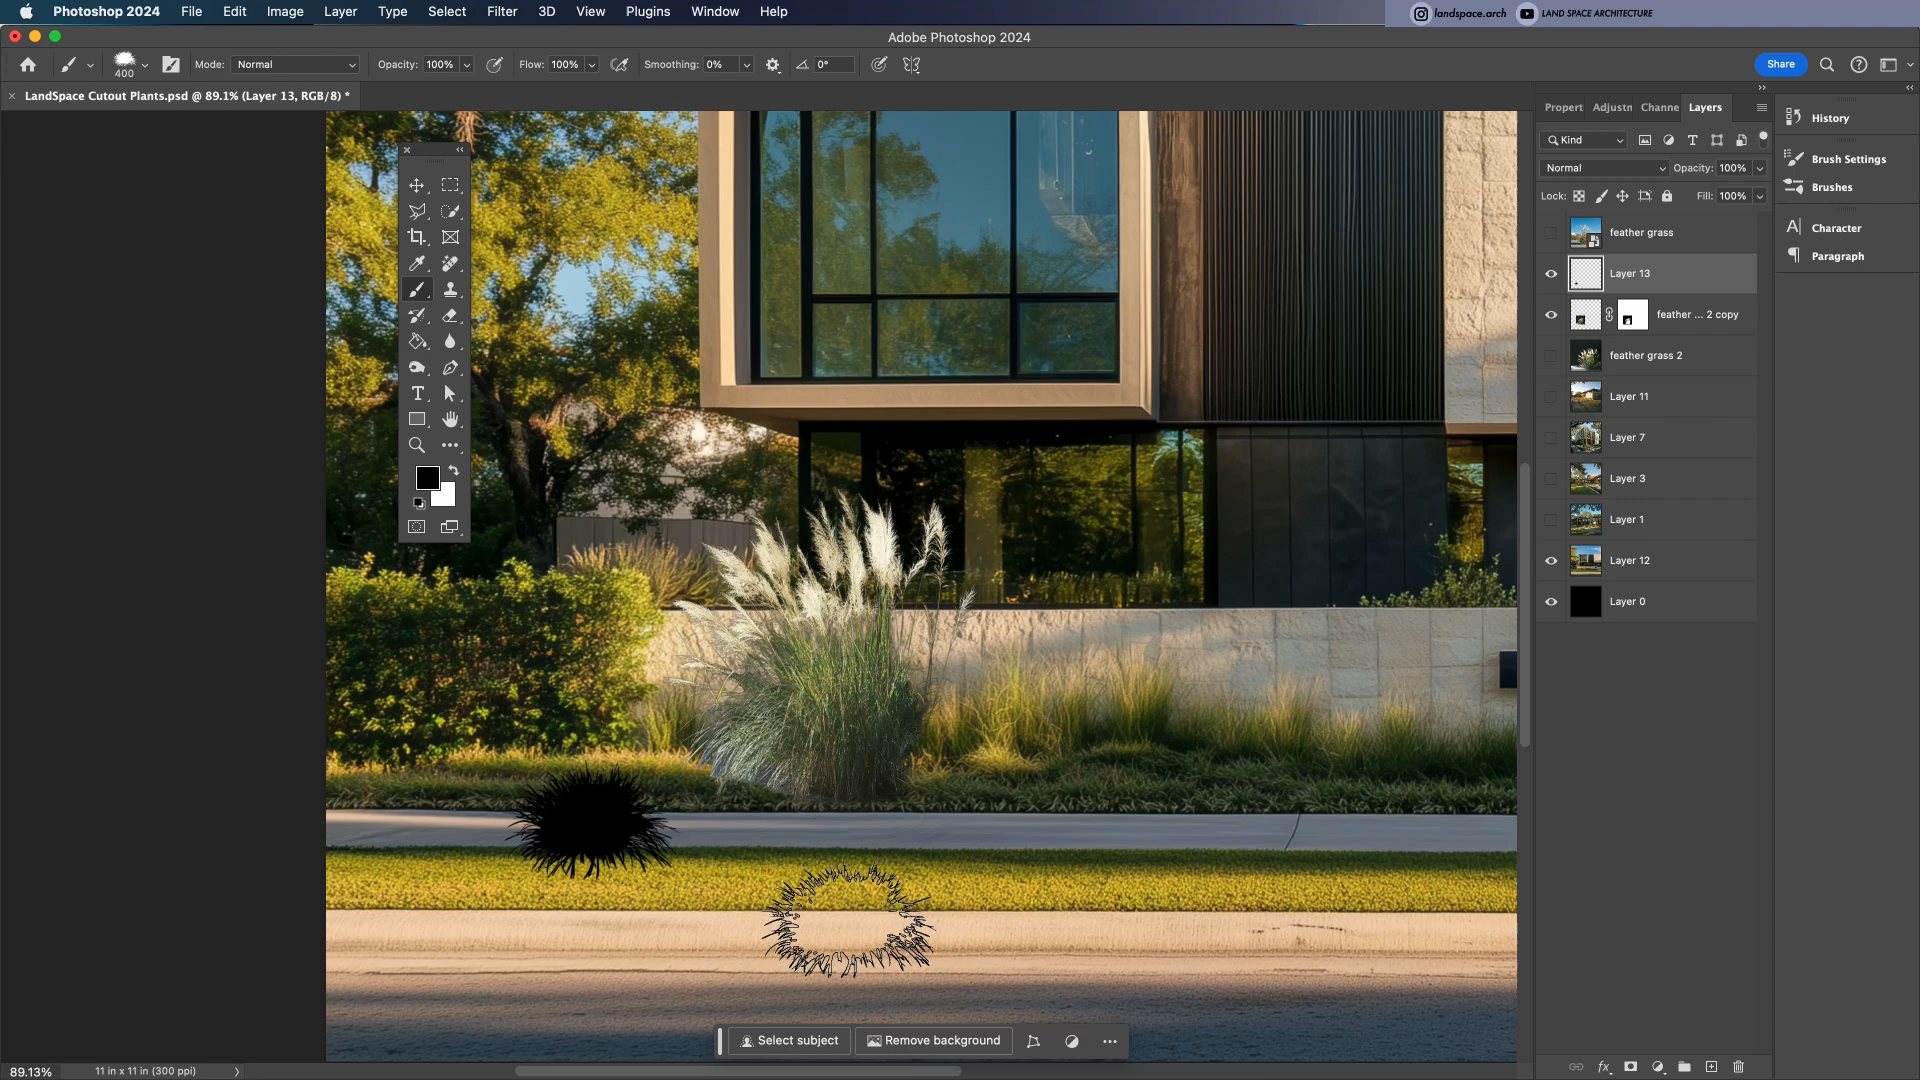 Photoshop 2024 File Edit Image Layer Type Select Filter 3D View Plugins Window Help
landspace.arch LAND SPACE ARCHITECTURE
Adobe Photoshop 2024
400 Mode: Normal Opacity: 100% Flow: 100% Smoothing: 0% 0° Share
× LandSpace Cutout Plants.psd @ 89.1% (Layer 13, RGB/8) *
Propert Adjustn Channe Layers
Kind
Normal Opacity: 100%
Lock: Fill: 100%
feather grass
Layer 13
feather ... 2 copy
feather grass 2
Layer 11
Layer 7
Layer 3
Layer 1
Layer 12
Layer 0
History
Brush Settings
Brushes
Character
Paragraph
Select subject Remove background
89.13% 11 in x 11 in (300 ppi)